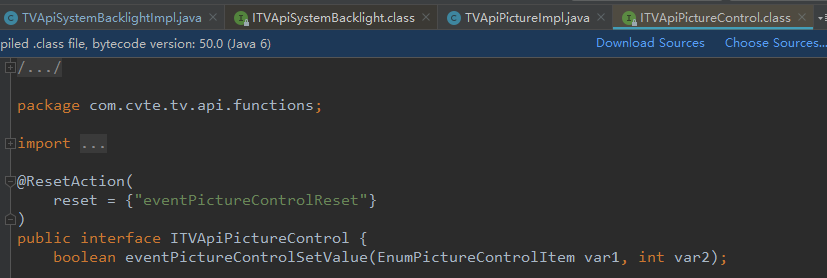 TVApiSystemBacklightImpl.java ITVApiSystemBacklight.class TVApiPictureImpl.java ITVApiPictureControl.class
piled .class file, bytecode version: 50.0 (Java 6) Download Sources Choose Sources...
/.../
package com.cvte.tv.api.functions;
import ...
@ResetAction(
reset = {"eventPictureControlReset"}
)
public interface ITVApiPictureControl {
boolean eventPictureControlSetValue(EnumPictureControlItem var1, int var2);